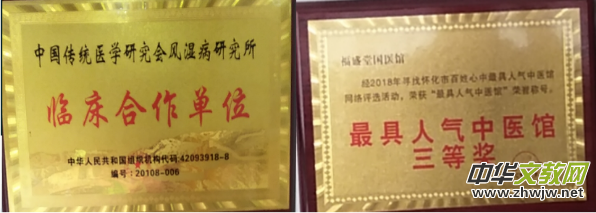 中国传统医学研究会风湿病研究所
临床合作单位
中华人民共和国组织机构代码:42093918-8
编号:20108-006
福盛堂国医馆
经2018年寻找怀化市百姓心中最具人气中医馆
网络评选活动,荣获“最具人气中医馆”荣誉称号。
最具人气中医馆
三等奖
中华文教网
www.zhwjw.net